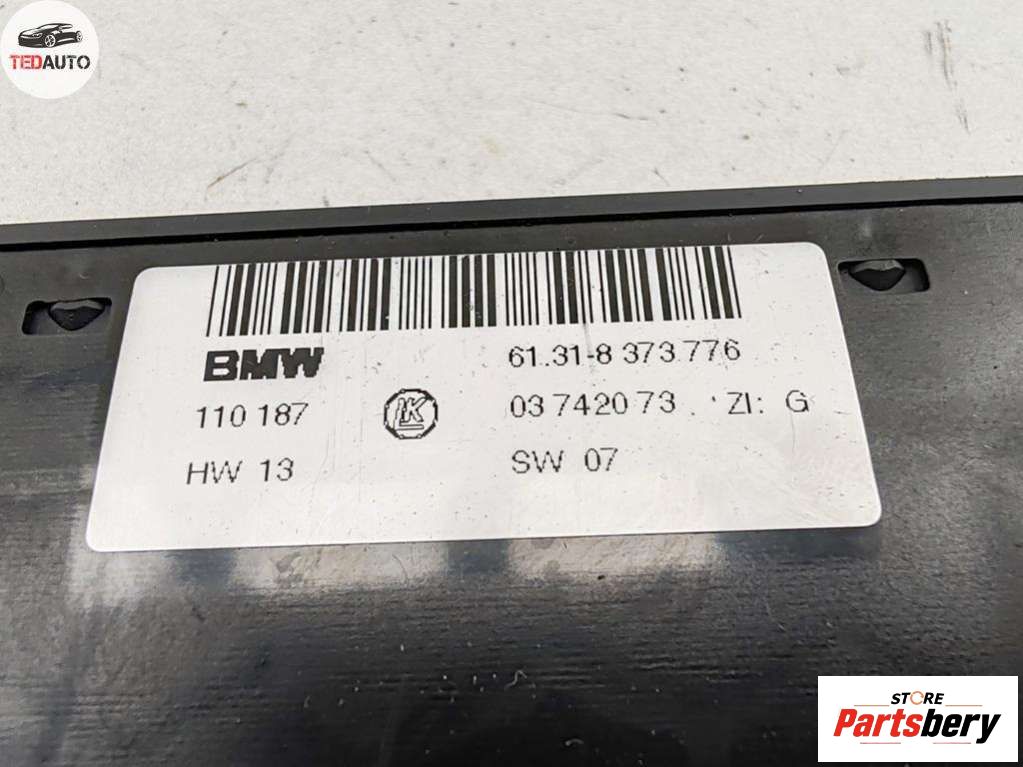 TEDAUTO
BMW 61.31-8 373 776
110 187 LK 03 7420 73 ZI: G
HW 13 SW 07
STORE
Partsbery